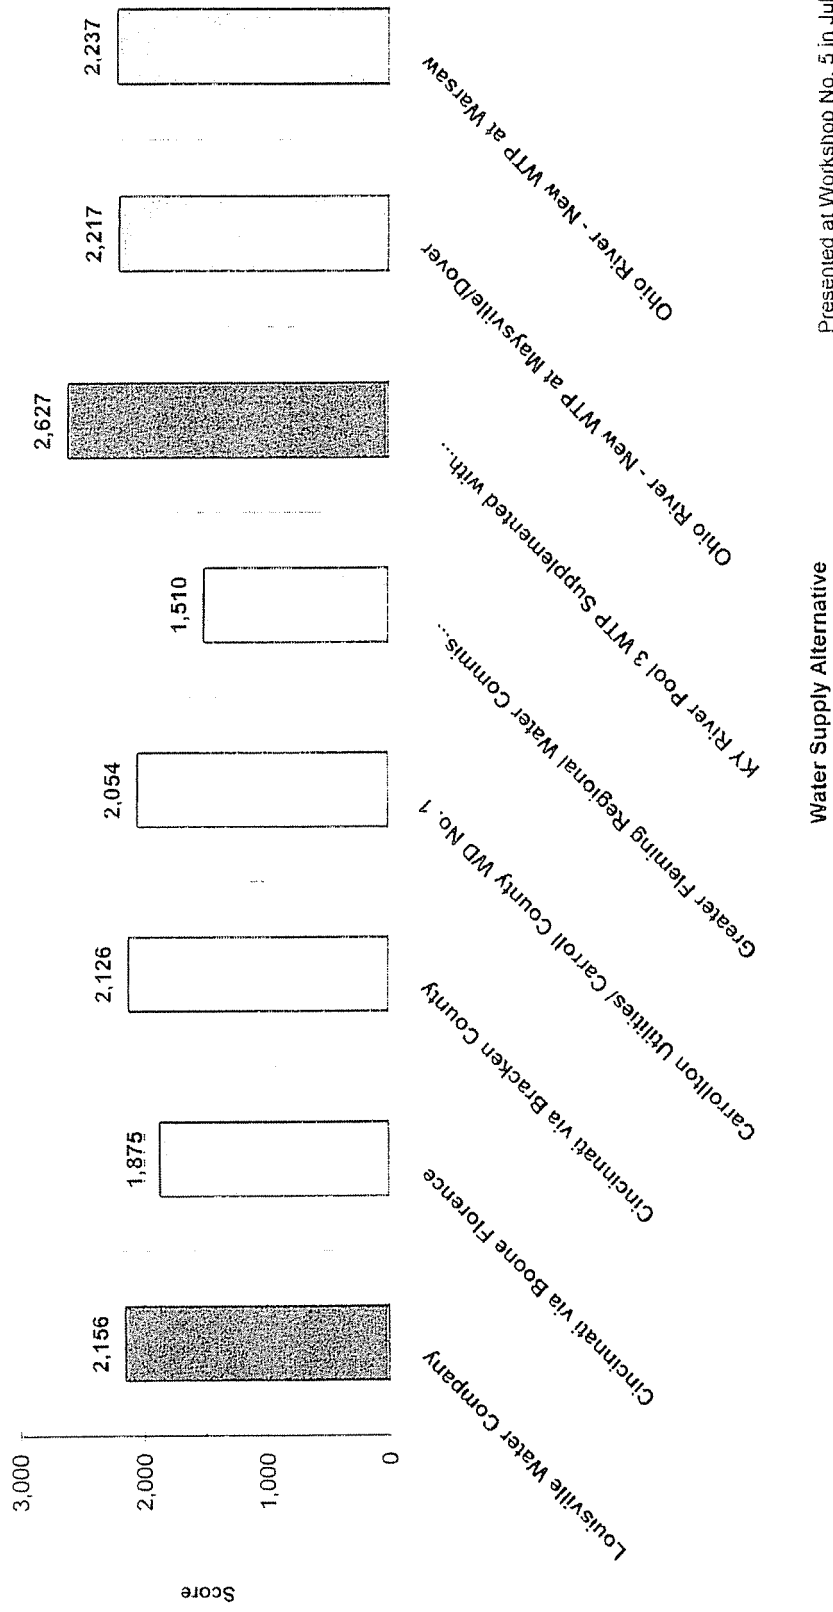 Score
3,000
2,000
1,000
0
2,156
1,875
2,126
2,054
1,510
2,627
2,217
2,237
Louisville Water Company
Cincinnati via Boone Florence
Cincinnati via Bracken County
Carrollton Utilities/ Carroll County WD No. 1
Greater Fleming Regional Water Commis...
KY River Pool 3 WTP Supplemented with...
Ohio River - New WTP at Maysville/Dover
Ohio River - New WTP at Warsaw
Water Supply Alternative
Presented at Workshop No. 5 in